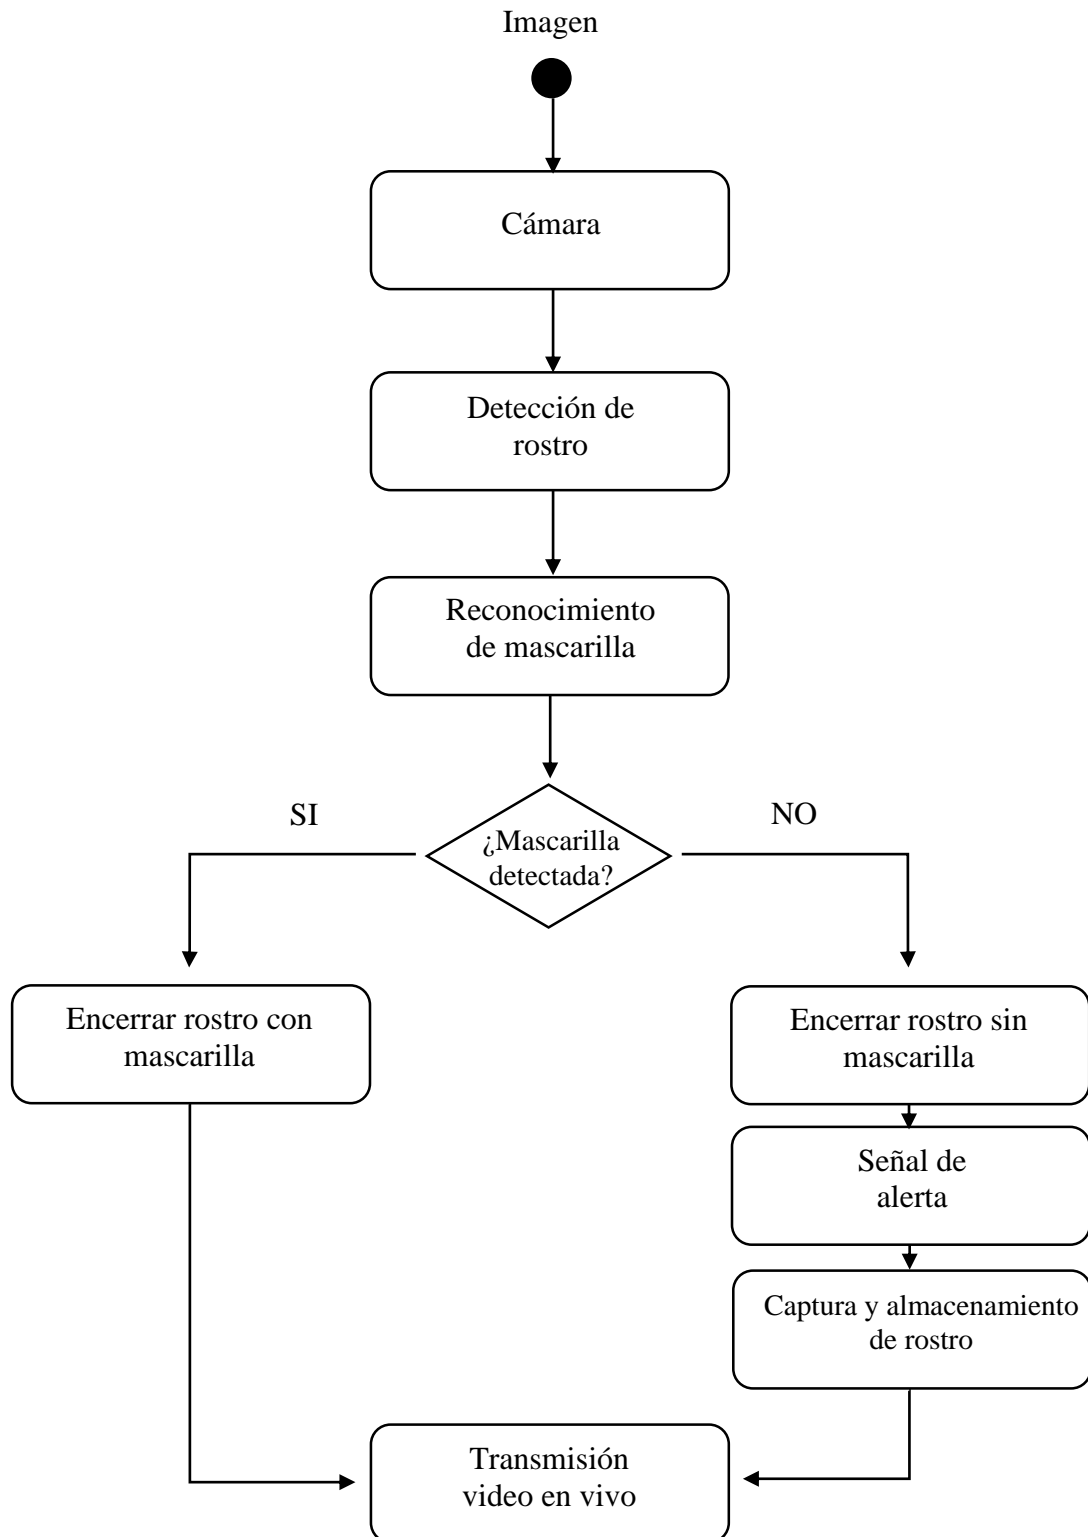 Imagen
Cámara
Detección de
rostro
Reconocimiento
de mascarilla
SI
NO
¿Mascarilla
detectada?
Encerrar rostro con
mascarilla
Encerrar rostro sin
mascarilla
Señal de
alerta
Captura y almacenamiento
de rostro
Transmisión
video en vivo